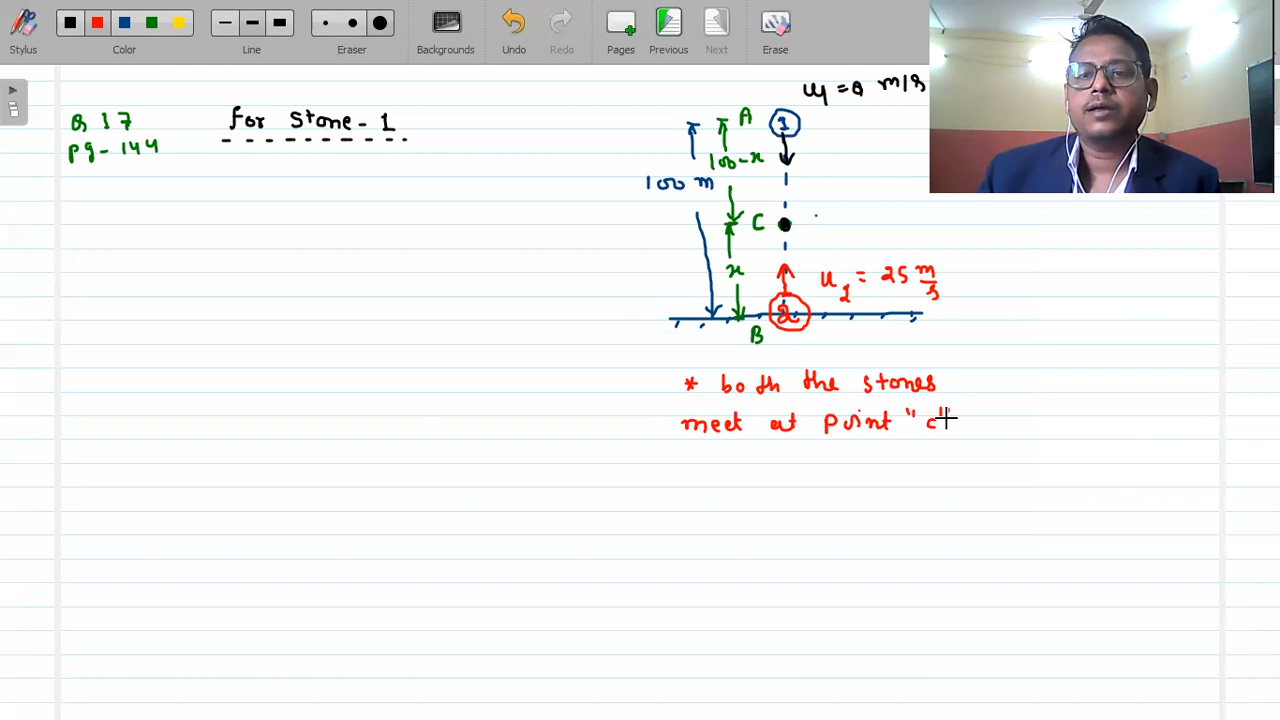 Stylus
Color
Line
Eraser
Backgrounds
Undo
Redo
Pages
Previous
Next
Erase
Q 17
pg - 144
for stone - 1
u1 = 0 m/s
A
1
100 - x
100 m
C
x
u2 = 25 m/s
2
B
* both the stones
meet at point "c"